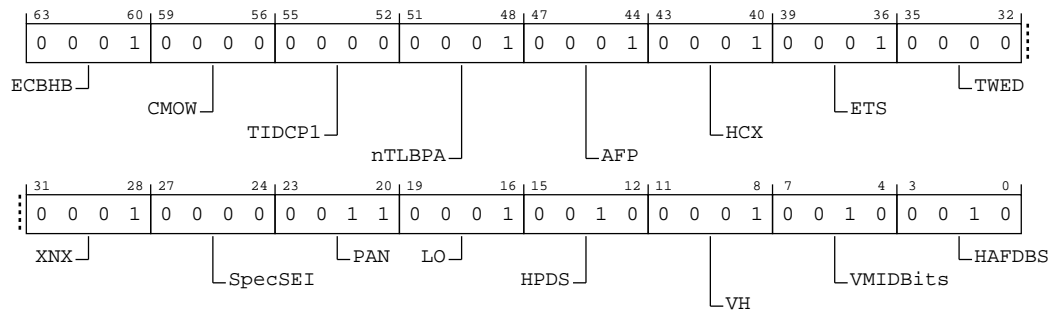 63 60 59 56 55 52 51 48 47 44 43 40 39 36 35 32
0 0 0 1 0 0 0 0 0 0 0 0 0 0 0 1 0 0 0 1 0 0 0 1 0 0 0 1 0 0 0 0
ECBHB TWED
CMOW ETS
TIDCP1 HCX
nTLBPA AFP
31 28 27 24 23 20 19 16 15 12 11 8 7 4 3 0
0 0 0 1 0 0 0 0 0 0 1 1 0 0 0 1 0 0 1 0 0 0 0 1 0 0 1 0 0 0 1 0
XNX PAN LO HAFDBS
SpecSEI HPDS VMIDBits
VH